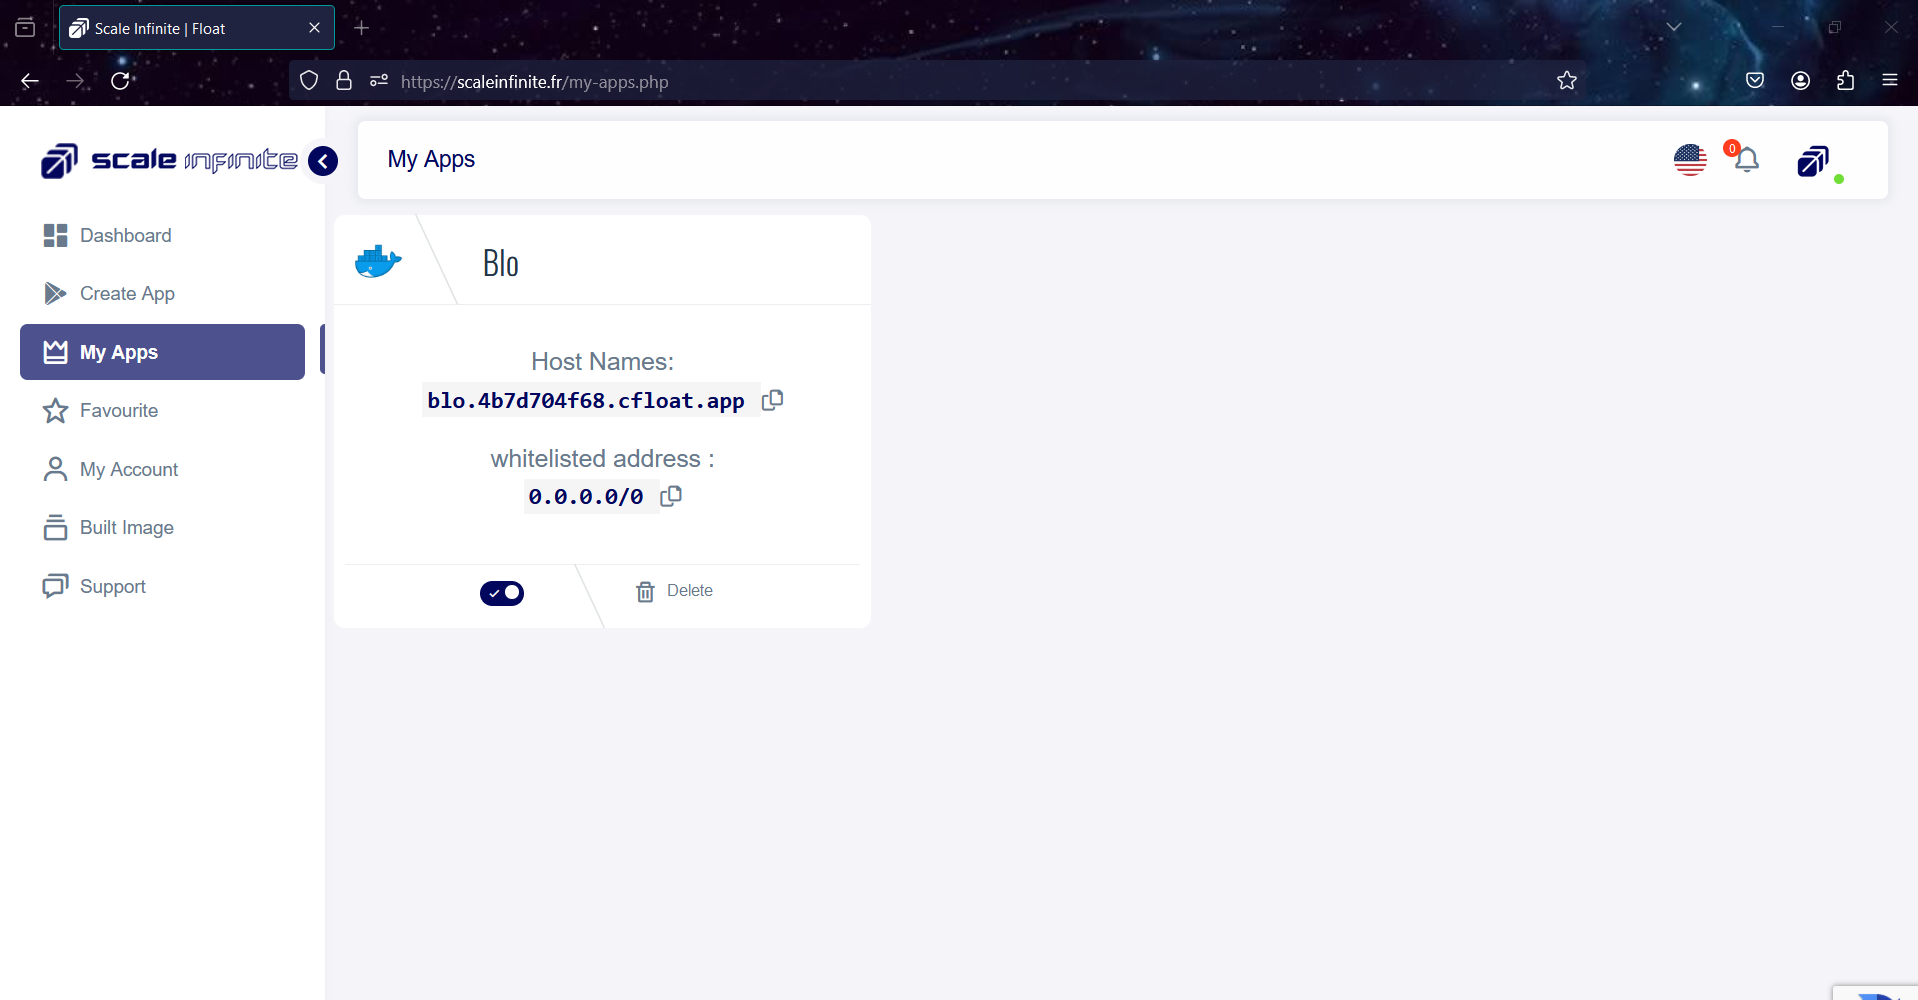 Scale Infinite | Float
https://scaleinfinite.fr/my-apps.php
scale infinite
My Apps
0
Dashboard
Create App
My Apps
Favourite
My Account
Built Image
Support
Blo
Host Names:
blo.4b7d704f68.cfloat.app
whitelisted address :
0.0.0.0/0
Delete